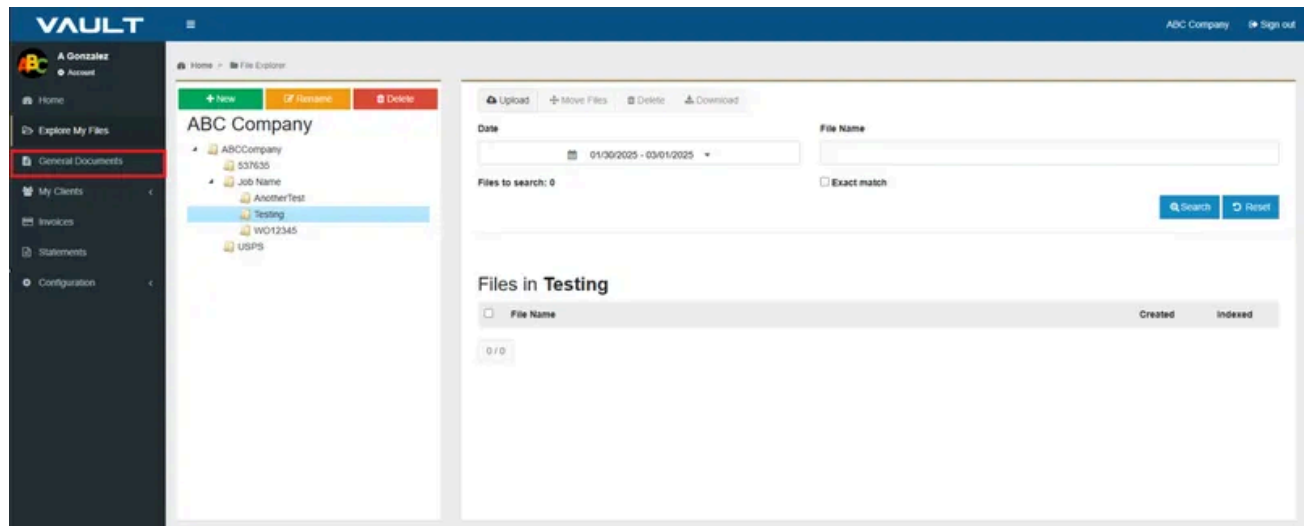 VAULT
ABC Company Sign out
ABC
A Gonzalez
Account
Home
Explore My Files
General Documents
My Clients
Invoices
Statements
Configuration
Home > File Explorer
New Rename Delete
ABC Company
ABCCompany
537635
Job Name
AnotherTest
Testing
WO12345
USPS
Upload Move Files Delete Download
Date File Name
01/30/2025 - 03/01/2025
Files to search: 0 Exact match
Search Reset
Files in Testing
File Name Created Indexed
0 / 0